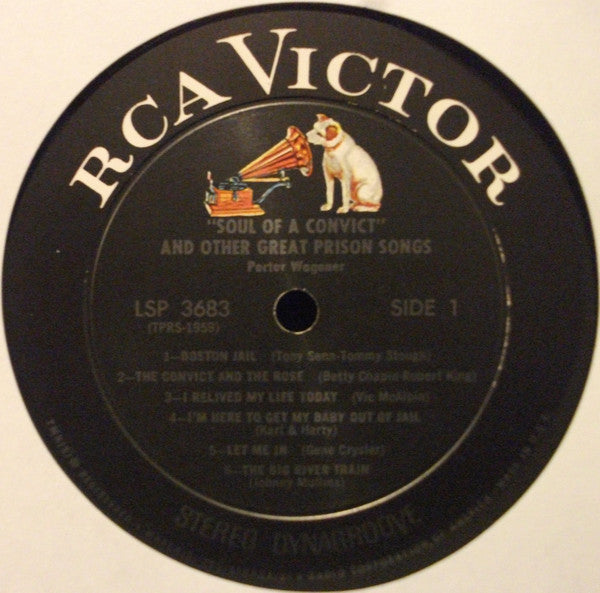 RCA VICTOR
"SOUL OF A CONVICT"
AND OTHER GREAT PRISON SONGS
Porter Wagoner
LSP 3683
SIDE 1
(TPRS-1958)
1—BOSTON JAIL (Tony Senn-Tommy Slough)
2—THE CONVICT AND THE ROSE (Betty Chapin-Robert King)
3—I RELIVED MY LIFE TODAY (Vic McAlpin)
4—I'M HERE TO GET MY BABY OUT OF JAIL
(Karl & Harty)
5—LET ME IN (Gene Crysler)
6—THE BIG RIVER TRAIN
(Johnny Mullins)
STEREO DYNAGROOVE